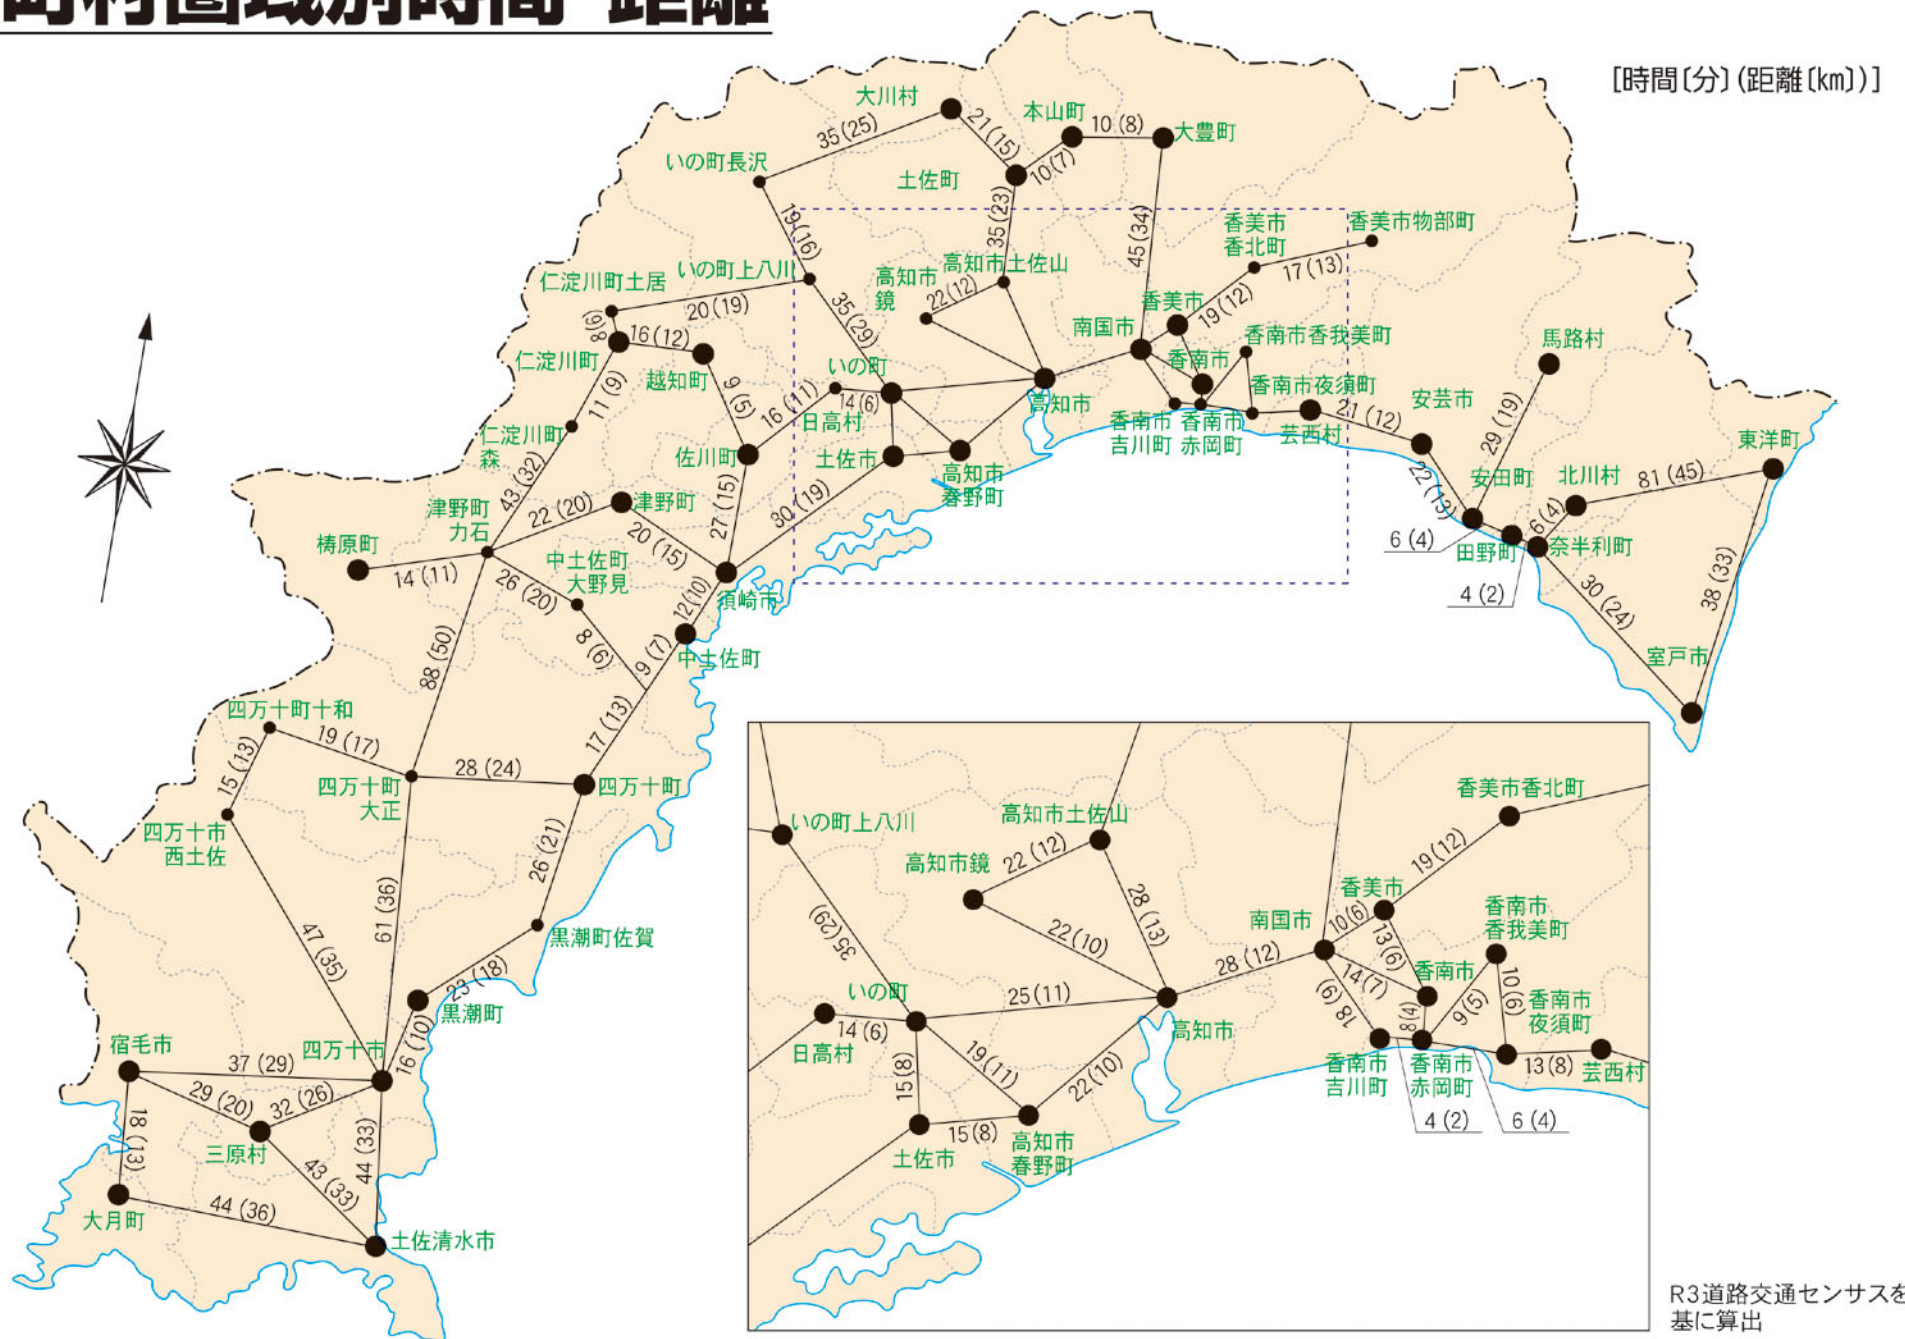 町村圏域別時間・距離
[時間〔分〕(距離〔km〕)]
大川村
本山町
10 (8)
大豊町
35 (25)
21 (15)
いの町長沢
土佐町
10 (7)
19 (16)
35 (23)
45 (34)
香美市
香北町
香美市物部町
17 (13)
仁淀川町土居
いの町上八川
高知市
鏡
高知市土佐山
22 (12)
20 (19)
35 (29)
香美市
19 (12)
8 (6)
16 (12)
仁淀川町
越知町
いの町
南国市
香南市
香南市香我美町
馬路村
11 (9)
9 (5)
16 (11)
14 (6)
日高村
高知市
香南市夜須町
21 (12)
安芸市
29 (19)
仁淀川町
森
佐川町
土佐市
高知市
春野町
香南市
吉川町
香南市
赤岡町
芸西村
東洋町
43 (32)
津野町
力石
22 (20)
津野町
27 (15)
30 (19)
22 (13)
安田町
北川村
81 (45)
6 (4)
梼原町
14 (11)
20 (15)
中土佐町
大野見
6 (4)
田野町
奈半利町
4 (2)
26 (20)
12 (10)
須崎市
30 (24)
38 (33)
8 (6)
9 (7)
中土佐町
室戸市
88 (50)
四万十町十和
19 (17)
17 (13)
15 (13)
28 (24)
四万十町
大正
四万十町
四万十市
西土佐
26 (21)
47 (35)
61 (36)
黒潮町佐賀
23 (18)
黒潮町
宿毛市
四万十市
16 (10)
37 (29)
29 (20)
32 (26)
18 (13)
三原村
44 (33)
43 (33)
大月町
44 (36)
土佐清水市
いの町上八川
高知市土佐山
香美市香北町
高知市鏡
22 (12)
19 (12)
35 (29)
28 (13)
香美市
22 (10)
南国市
10 (6)
香南市
香我美町
28 (12)
13 (6)
14 (7)
香南市
いの町
25 (11)
18 (9)
8 (4)
9 (5)
10 (6)
香南市
夜須町
14 (6)
日高村
高知市
15 (8)
19 (11)
22 (10)
香南市
吉川町
香南市
赤岡町
13 (8)
芸西村
15 (8)
土佐市
高知市
春野町
4 (2)
6 (4)
R3道路交通センサスを
基に算出